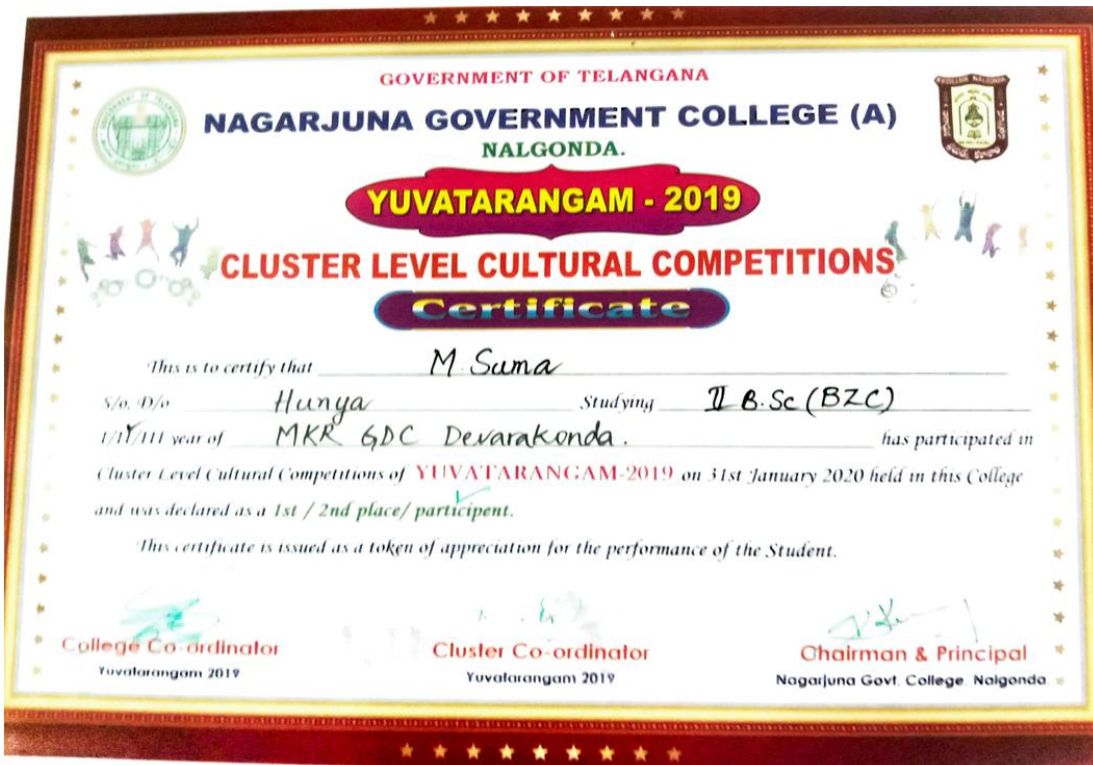 GOVERNMENT OF TELANGANA
NAGARJUNA GOVERNMENT COLLEGE (A)
NALGONDA.
YUVATARANGAM - 2019
CLUSTER LEVEL CULTURAL COMPETITIONS
Certificate
This is to certify that M. Suma
S/o, D/o Hunya Studying II B.Sc (BZC)
I/II/III year of MKR GDC Devarakonda. has participated in
Cluster Level Cultural Competitions of YUVATARANGAM-2019 on 31st January 2020 held in this College
and was declared as a 1st / 2nd place/ participent.
This certificate is issued as a token of appreciation for the performance of the Student.
College Co-ordinator Cluster Co-ordinator Chairman & Principal
Yuvatarangam 2019 Yuvatarangam 2019 Nagarjuna Govt. College. Nalgonda